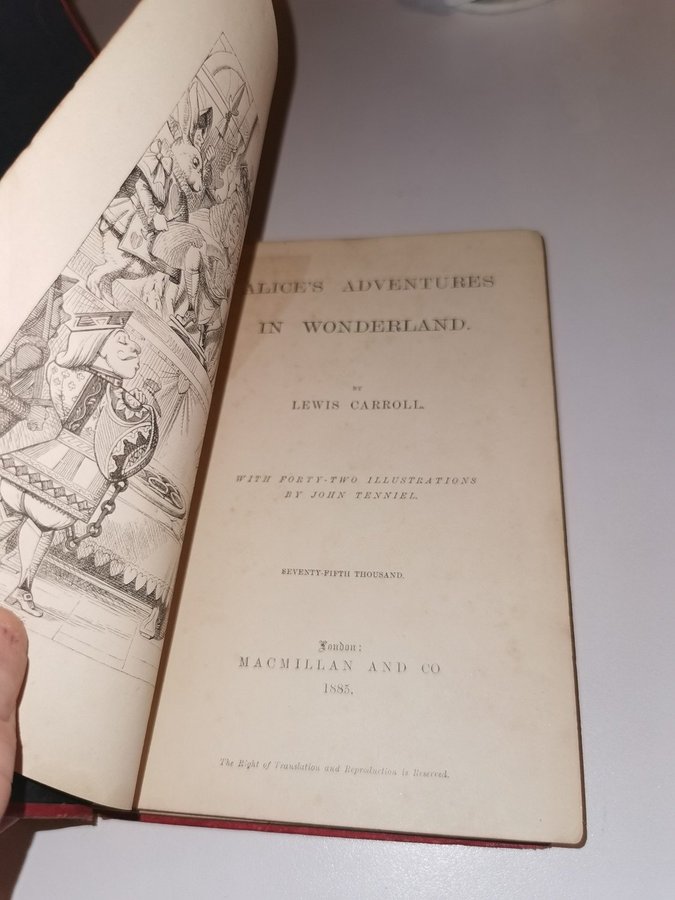 ALICE'S ADVENTURES
IN WONDERLAND.
BY
LEWIS CARROLL.
WITH FORTY-TWO ILLUSTRATIONS
BY JOHN TENNIEL.
SEVENTY-FIFTH THOUSAND.
London:
MACMILLAN AND CO
1885.
The Right of Translation and Reproduction is Reserved.